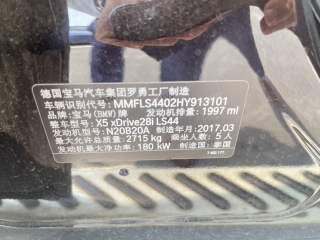 德国宝马汽车集团罗勇工厂制造
车辆识别代号: MMFLS4402HY913101
品牌: 宝马(BMW)牌 发动机排量: 1997 ml
整车型号: X5 xDrive28i LS44
发动机型号: N20B20A 制造年月: 2017.03
最大允许总质量: 2715 kg 乘坐人数: 5人
发动机最大净功率: 180 kW 制造国: 泰国